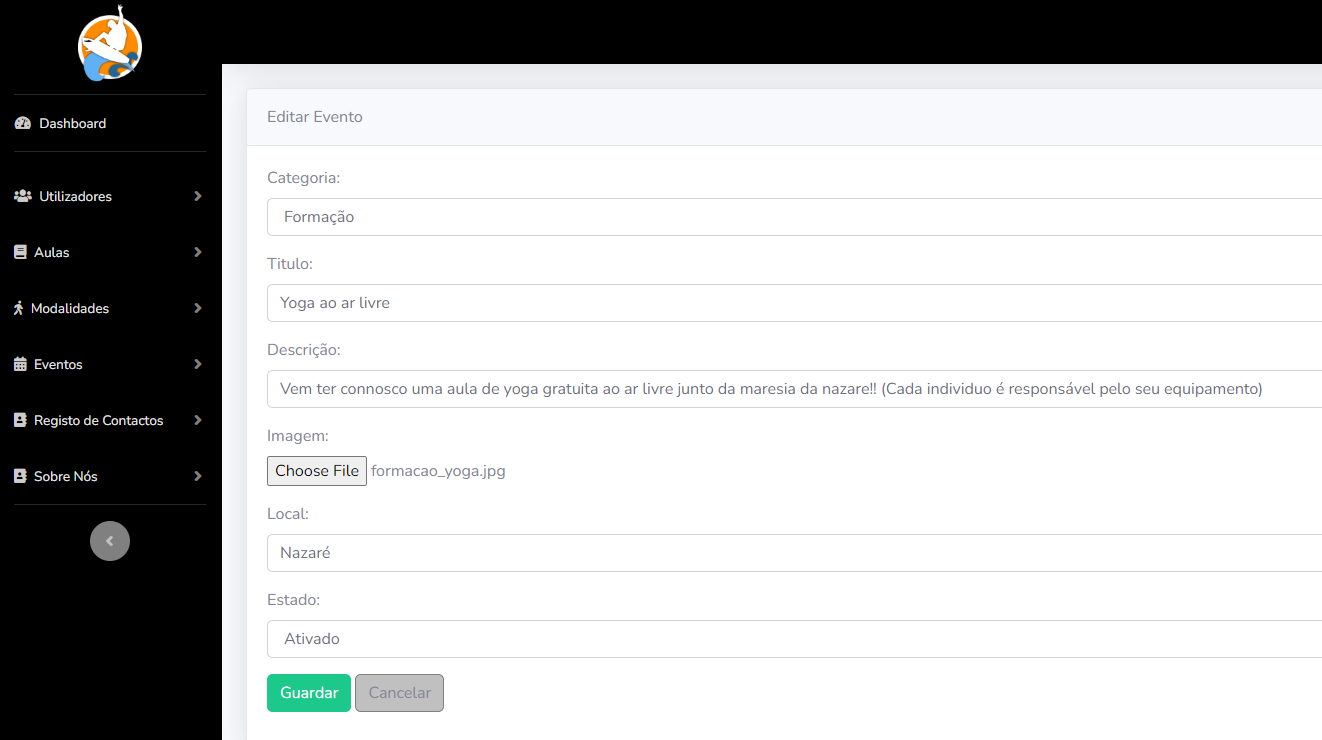 Dashboard
Utilizadores
Aulas
Modalidades
Eventos
Registo de Contactos
Sobre Nós
Editar Evento
Categoria:
Formação
Titulo:
Yoga ao ar livre
Descrição:
Vem ter connosco uma aula de yoga gratuita ao ar livre junto da maresia da nazare!! (Cada individuo é responsável pelo seu equipamento)
Imagem:
Choose File formacao_yoga.jpg
Local:
Nazaré
Estado:
Ativado
Guardar Cancelar